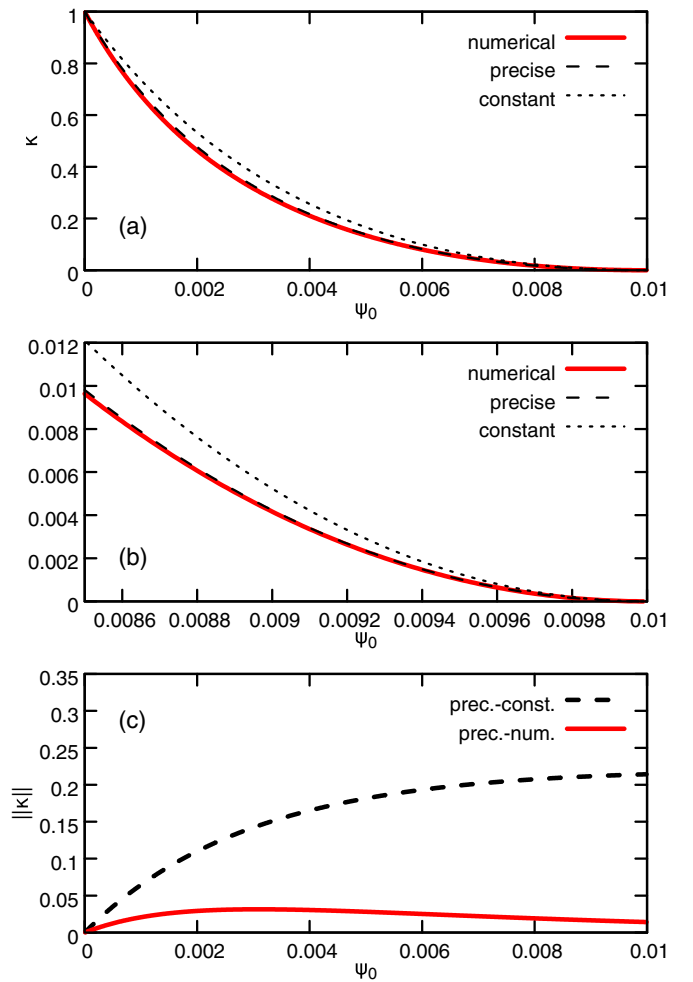 1
0.8
0.6
0.4
0.2
0
κ
numerical
precise
constant
(a)
0 0.002 0.004 0.006 0.008 0.01
ψ0
0.012
0.01
0.008
0.006
0.004
0.002
0
numerical
precise
constant
(b)
0.0086 0.0088 0.009 0.0092 0.0094 0.0096 0.0098 0.01
ψ0
0.35
0.3
0.25
0.2
0.15
0.1
0.05
0
||κ||
(c)
prec.-const.
prec.-num.
0 0.002 0.004 0.006 0.008 0.01
ψ0